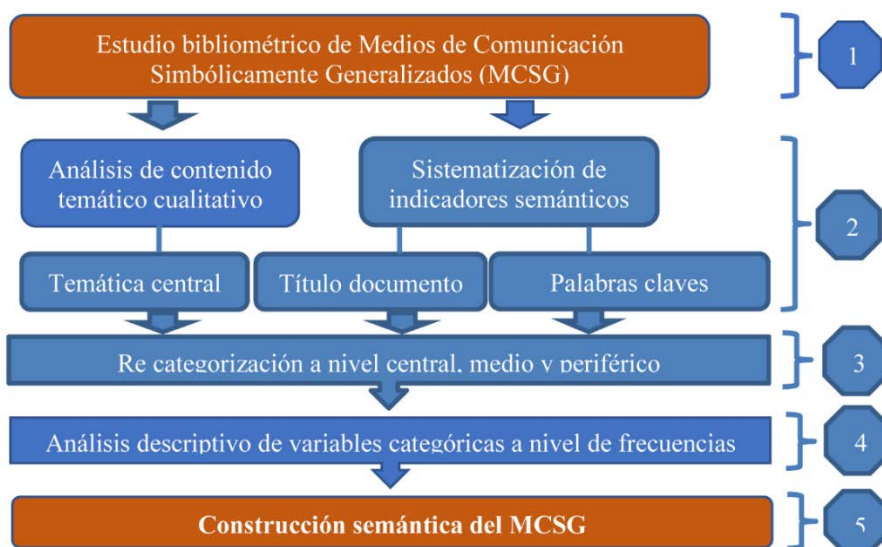 Estudio bibliométrico de Medios de Comunicación
Simbólicamente Generalizados (MCSG)
1
Análisis de contenido
temático cualitativo
Sistematización de
indicadores semánticos
2
Temática central
Título documento
Palabras claves
Re categorización a nivel central, medio y periférico
3
Análisis descriptivo de variables categóricas a nivel de frecuencias
4
Construcción semántica del MCSG
5